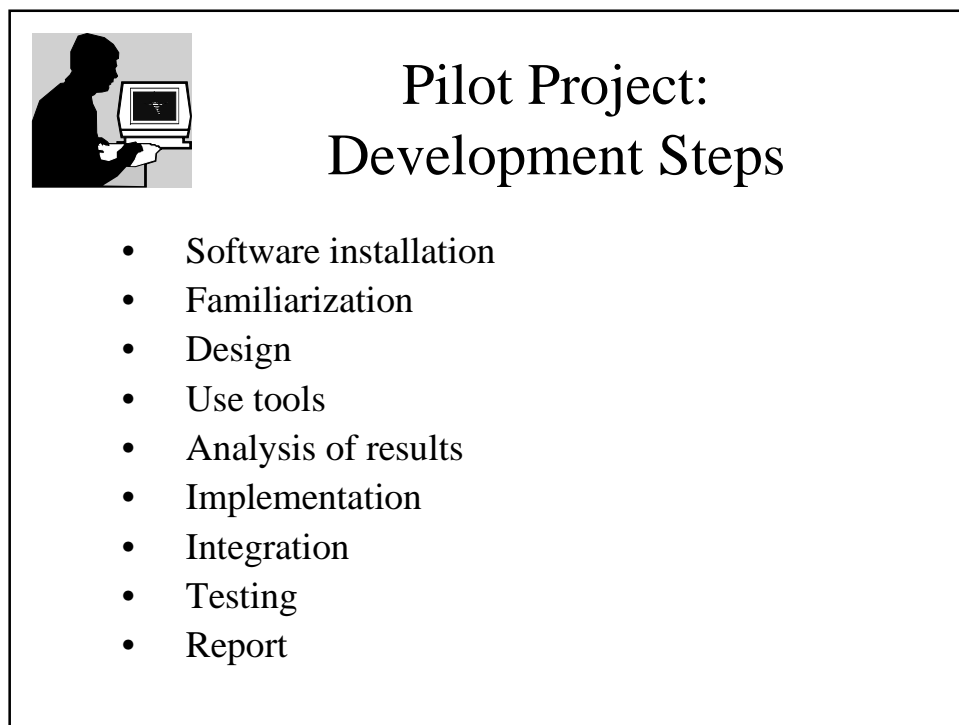 Pilot Project:
Development Steps
• Software installation
• Familiarization
• Design
• Use tools
• Analysis of results
• Implementation
• Integration
• Testing
• Report